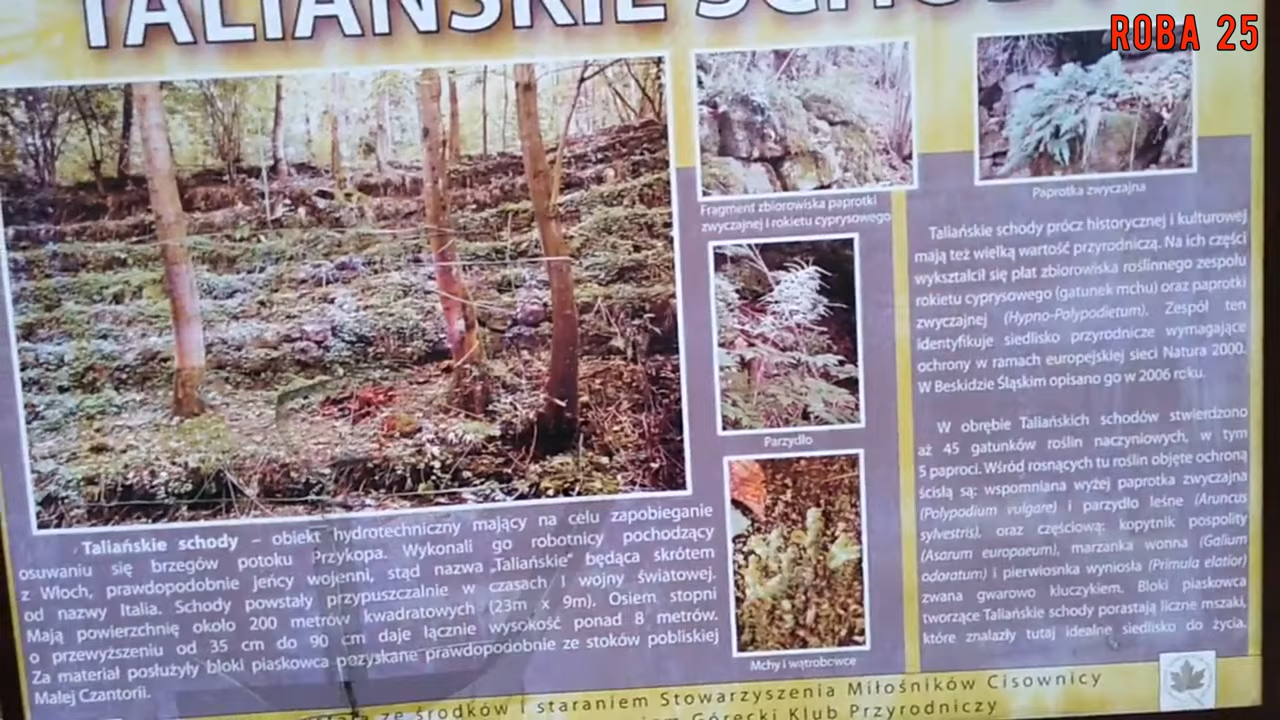 TALIAŃSKIE
ROBA 25
Fragment zbiorowiska paprotki
zwyczajnej i rokietu cyprysowego
Paprotka zwyczajna
Parzydło
Mchy i wątrobowce
Taliańskie schody – obiekt hydrotechniczny mający na celu zapobieganie
osuwaniu się brzegów potoku Przykopa. Wykonali go robotnicy pochodzący
z Włoch, prawdopodobnie jeńcy wojenni, stąd nazwa „Taliańskie" będąca skrótem
od nazwy Italia. Schody powstały przypuszczalnie w czasach I wojny światowej.
Mają powierzchnię około 200 metrów kwadratowych (23m x 9m). Osiem stopni
o przewyższeniu od 35 cm do 90 cm daje łącznie wysokość ponad 8 metrów.
Za materiał posłużyły bloki piaskowca pozyskane prawdopodobnie ze stoków pobliskiej
Małej Czantorii.
Taliańskie schody prócz historycznej i kulturowej
mają też wielką wartość przyrodniczą. Na ich części
wykształcił się płat zbiorowiska roślinnego zespołu
rokietu cyprysowego (gatunek mchu) oraz paprotki
zwyczajnej (Hypno-Polypodietum). Zespół ten
identyfikuje siedlisko przyrodnicze wymagające
ochrony w ramach europejskiej sieci Natura 2000.
W Beskidzie Śląskim opisano go w 2006 roku.
W obrębie Taliańskich schodów stwierdzono
aż 45 gatunków roślin naczyniowych, w tym
5 paproci. Wśród rosnących tu roślin objęte ochroną
ścisłą są: wspomniana wyżej paprotka zwyczajna
(Polypodium vulgare) i parzydło leśne (Aruncus
sylvestris), oraz częściową: kopytnik pospolity
(Asarum europaeum), marzanka wonna (Galium
odoratum) i pierwiosnka wyniosła (Primula elatior)
zwana gwarowo kluczykiem. Bloki piaskowca
tworzące Taliańskie schody porastają liczne mszaki,
które znalazły tutaj idealne siedlisko do życia.
ze środków i staraniem Stowarzyszenia Miłośników Cisownicy
Górecki Klub Przyrodniczy